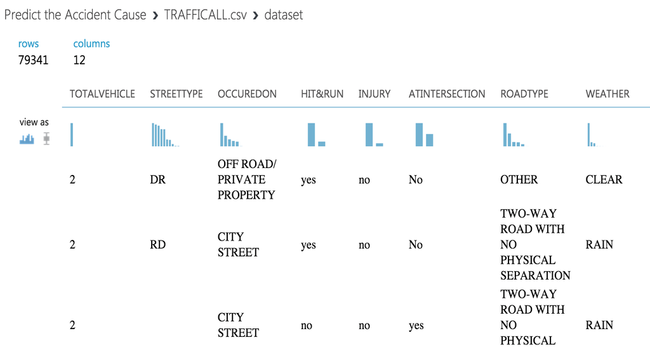 Predict the Accident Cause ❯ TRAFFICALL.csv ❯ dataset
rows columns
79341 12
TOTALVEHICLE STREETTYPE OCCUREDON HIT&RUN INJURY ATINTERSECTION ROADTYPE WEATHER
view as
OFF ROAD/
2 DR PRIVATE yes no No OTHER CLEAR
PROPERTY
TWO-WAY
ROAD WITH
2 RD CITY yes no No NO RAIN
STREET PHYSICAL
SEPARATION
TWO-WAY
ROAD WITH
2 CITY no no yes NO RAIN
STREET PHYSICAL